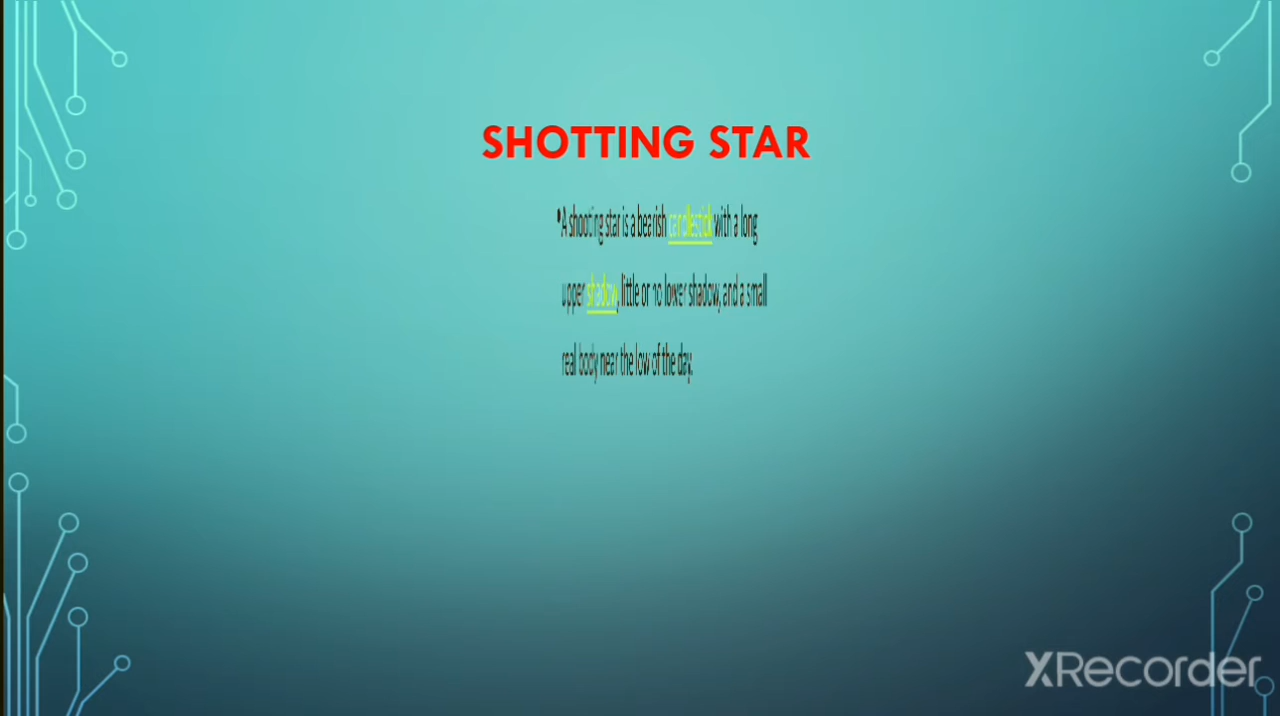 SHOTTING STAR
•A shooting star is a bearish candlestick with a long
upper shadow, little or no lower shadow, and a small
real body near the low of the day.
XRecorder